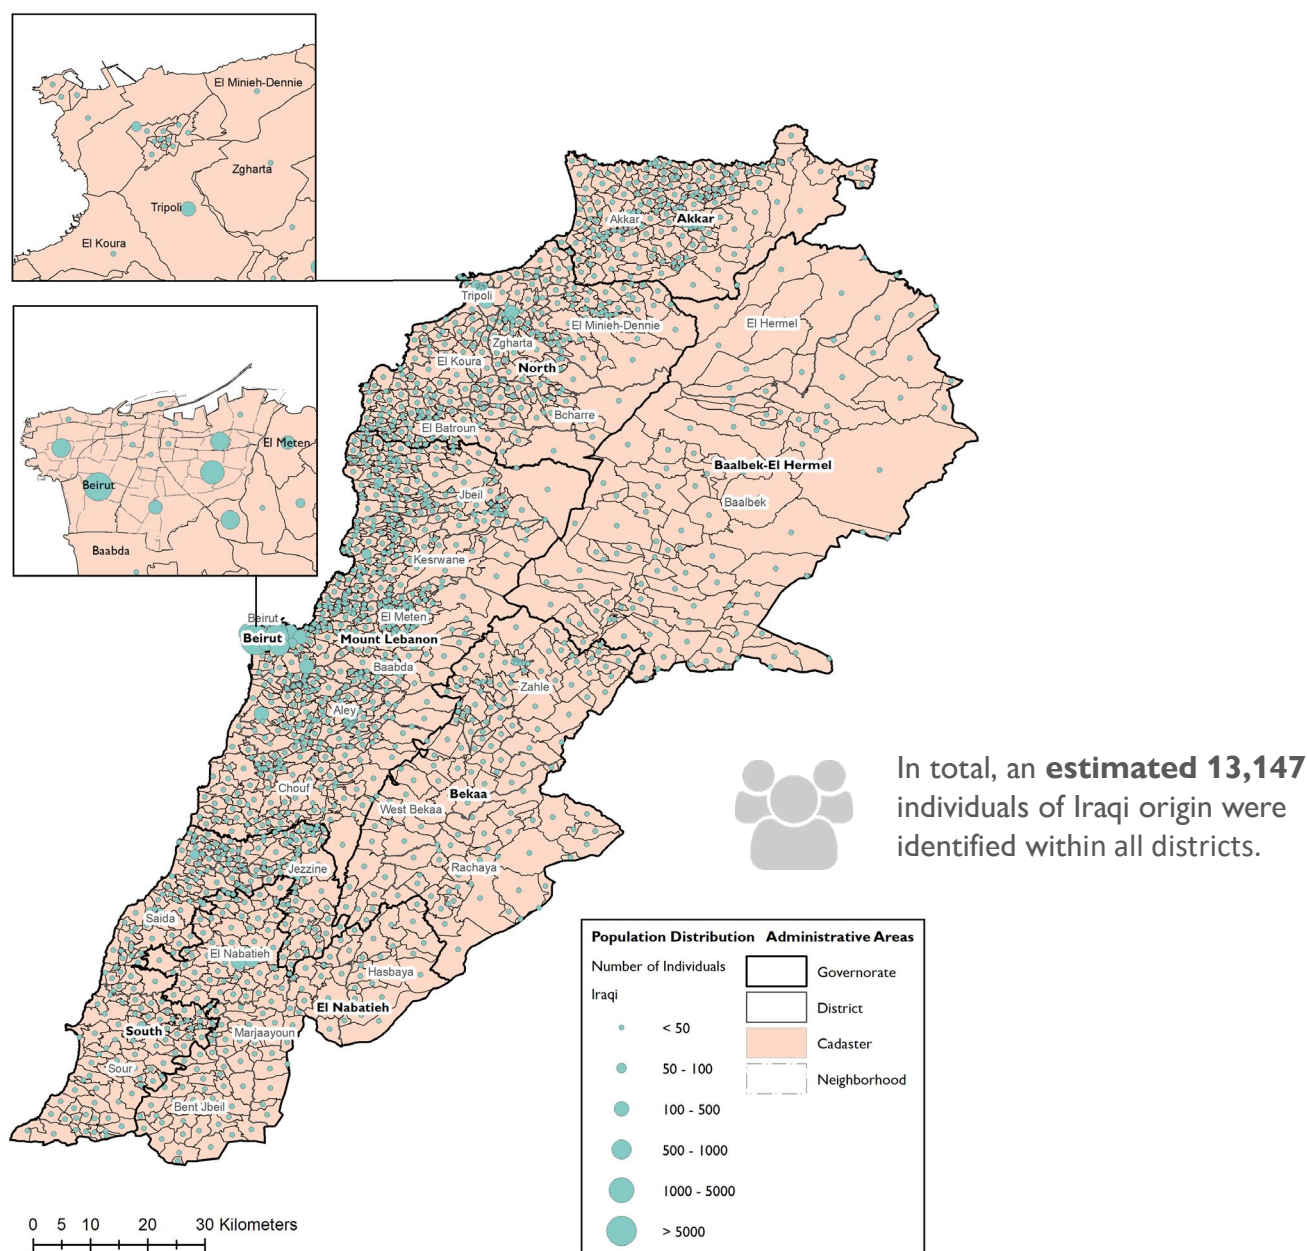 El Minieh-Dennie
Zgharta
Tripoli
El Koura
El Meten
Beirut
Baabda
Akkar
Akkar
Tripoli
El Minieh-Dennie
El Hermel
Zgharta
El Koura
North
Bcharre
El Batroun
Baalbek-El Hermel
Baalbek
Jbeil
Kesrwane
El Meten
Beirut
Beirut
Mount Lebanon
Baabda
Zahle
Aley
Chouf
Bekaa
West Bekaa
Jezzine
Rachaya
Saida
El Nabatieh
Hasbaya
El Nabatieh
South
Marjaayoun
Sour
Bent Jbeil
In total, an estimated 13,147
individuals of Iraqi origin were
identified within all districts.
Population Distribution Administrative Areas
Number of Individuals
Iraqi
< 50
50 - 100
100 - 500
500 - 1000
1000 - 5000
> 5000
Governorate
District
Cadaster
Neighborhood
0 5 10 20 30 Kilometers